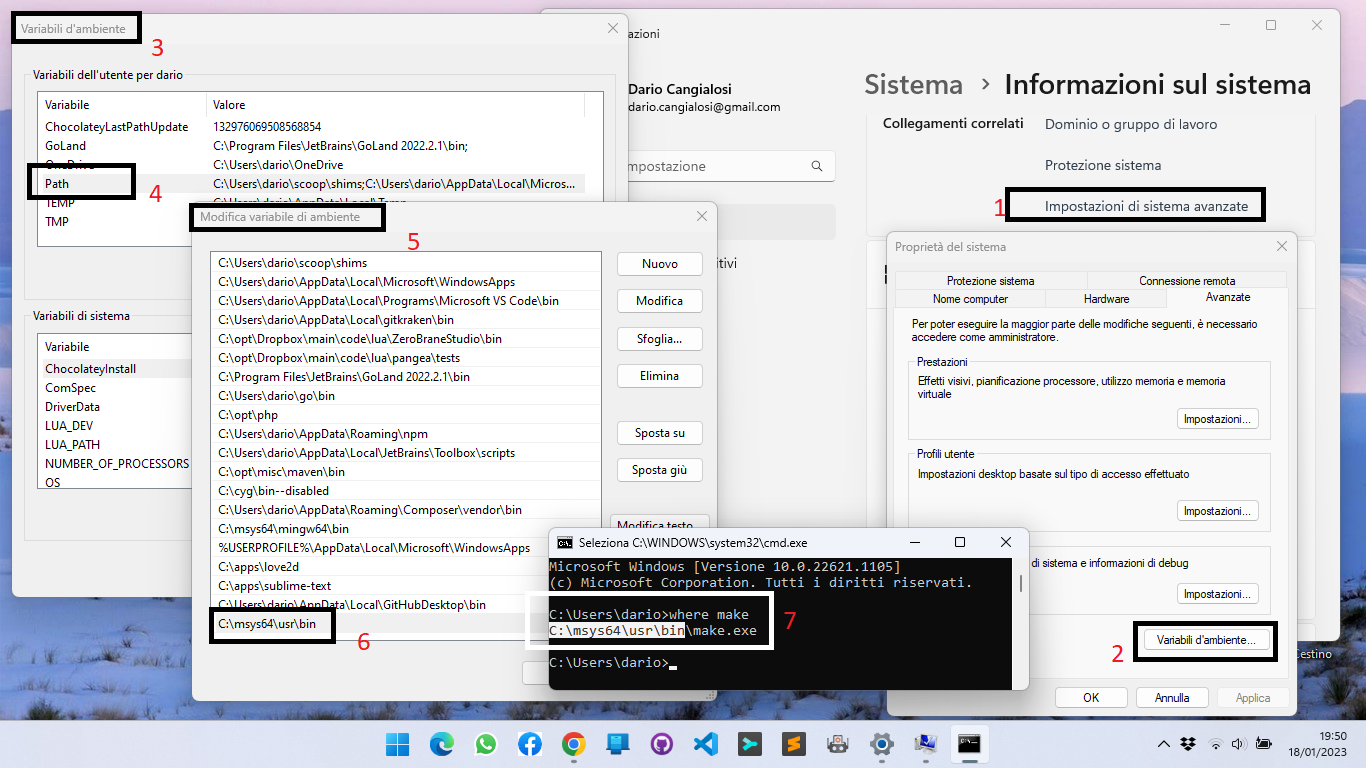 Variabili d'ambiente
3
Variabili dell'utente per dario
Variabile Valore
ChocolateyLastPathUpdate 132976069508568854
GoLand C:\Program Files\JetBrains\GoLand 2022.2.1\bin;
OneDrive C:\Users\dario\OneDrive
Path C:\Users\dario\scoop\shims;C:\Users\dario\AppData\Local\Micros...
4
TEMP C:\Users\dario\AppData\Local\Temp
TMP
Variabili di sistema
Variabile
ChocolateyInstall
ComSpec
DriverData
LUA_DEV
LUA_PATH
NUMBER_OF_PROCESSORS
OS
Modifica variabile di ambiente
5
C:\Users\dario\scoop\shims
C:\Users\dario\AppData\Local\Microsoft\WindowsApps
C:\Users\dario\AppData\Local\Programs\Microsoft VS Code\bin
C:\Users\dario\AppData\Local\gitkraken\bin
C:\opt\Dropbox\main\code\lua\ZeroBraneStudio\bin
C:\opt\Dropbox\main\code\lua\pangea\tests
C:\Program Files\JetBrains\GoLand 2022.2.1\bin
C:\Users\dario\go\bin
C:\opt\php
C:\Users\dario\AppData\Roaming\npm
C:\Users\dario\AppData\Local\JetBrains\Toolbox\scripts
C:\opt\misc\maven\bin
C:\cyg\bin--disabled
C:\Users\dario\AppData\Roaming\Composer\vendor\bin
C:\msys64\mingw64\bin
%USERPROFILE%\AppData\Local\Microsoft\WindowsApps
C:\apps\love2d
C:\apps\sublime-text
C:\Users\dario\AppData\Local\GitHubDesktop\bin
C:\msys64\usr\bin
6
Nuovo
Modifica
Sfoglia...
Elimina
Sposta su
Sposta giù
Modifica testo...
azioni
Dario Cangialosi
dario.cangialosi@gmail.com
mpostazione
itivi
Sistema › Informazioni sul sistema
Collegamenti correlati Dominio o gruppo di lavoro
Protezione sistema
1 Impostazioni di sistema avanzate
Proprietà del sistema
Protezione sistema Connessione remota
Nome computer Hardware Avanzate
Per poter eseguire la maggior parte delle modifiche seguenti, è necessario
accedere come amministratore.
Prestazioni
Effetti visivi, pianificazione processore, utilizzo memoria e memoria
virtuale
Impostazioni...
Profili utente
Impostazioni desktop basate sul tipo di accesso effettuato
Impostazioni...
di sistema e informazioni di debug
Impostazioni...
2 Variabili d'ambiente...
OK Annulla Applica
Cestino
Seleziona C:\WINDOWS\system32\cmd.exe
Microsoft Windows [Versione 10.0.22621.1105]
(c) Microsoft Corporation. Tutti i diritti riservati.
C:\Users\dario>where make
C:\msys64\usr\bin\make.exe
7
C:\Users\dario>
19:50
18/01/2023